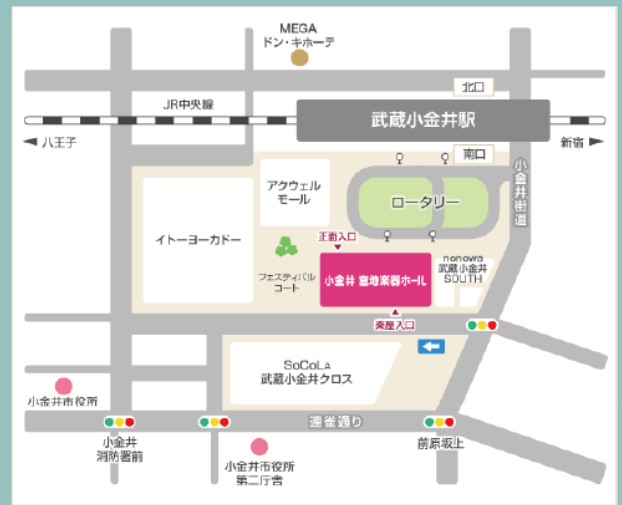 MEGA
ドン・キホーテ
北口
JR中央線
武蔵小金井駅
八王子
新宿
南口
小金井街道
アクウェル
モール
ロータリー
イトーヨーカドー
正面入口
フェスティバル
コート
小金井 宮地楽器ホール
nonowa
武蔵小金井
SOUTH
楽屋入口
SoCoLA
武蔵小金井クロス
小金井市役所
連雀通り
小金井
消防署前
前原坂上
小金井市役所
第二庁舎